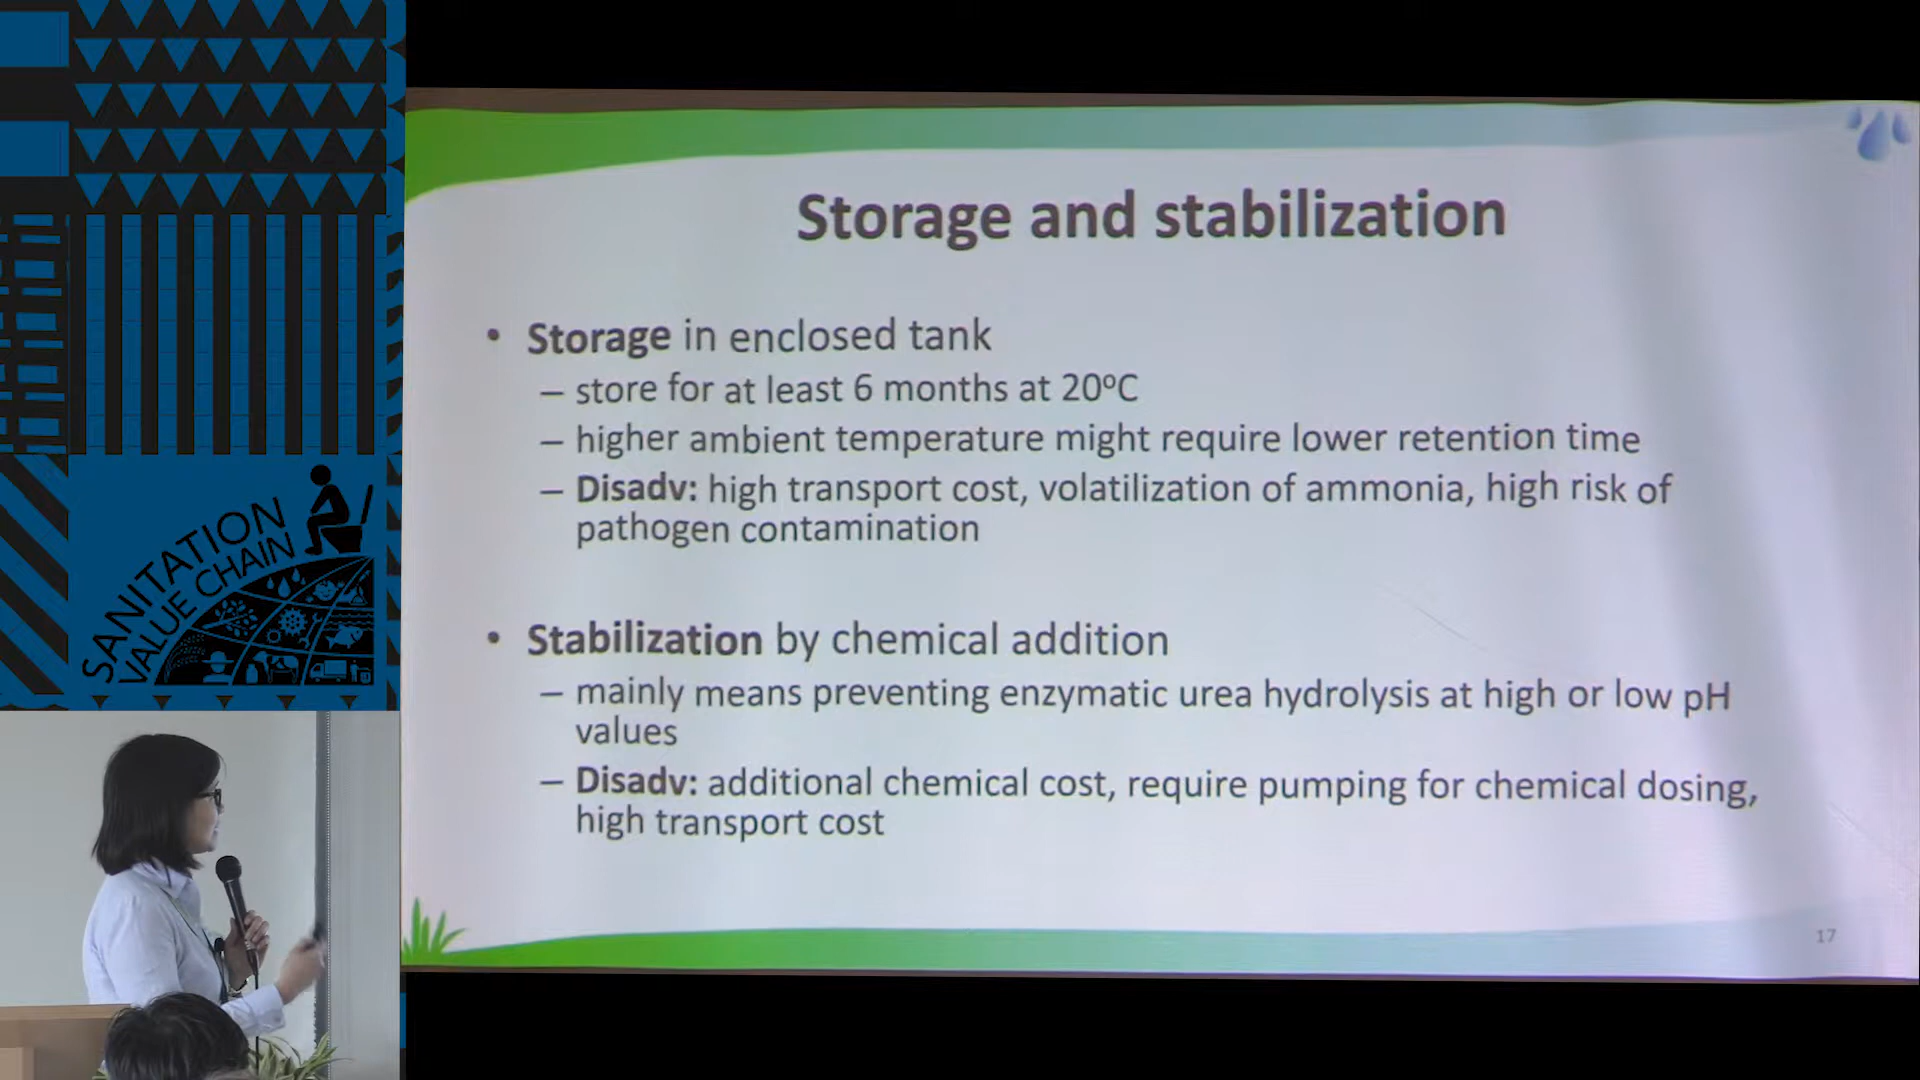 SANITATION
VALUE CHAIN
Storage and stabilization
• Storage in enclosed tank
– store for at least 6 months at 20ºC
– higher ambient temperature might require lower retention time
– Disadv: high transport cost, volatilization of ammonia, high risk of
pathogen contamination
• Stabilization by chemical addition
– mainly means preventing enzymatic urea hydrolysis at high or low pH
values
– Disadv: additional chemical cost, require pumping for chemical dosing,
high transport cost
17